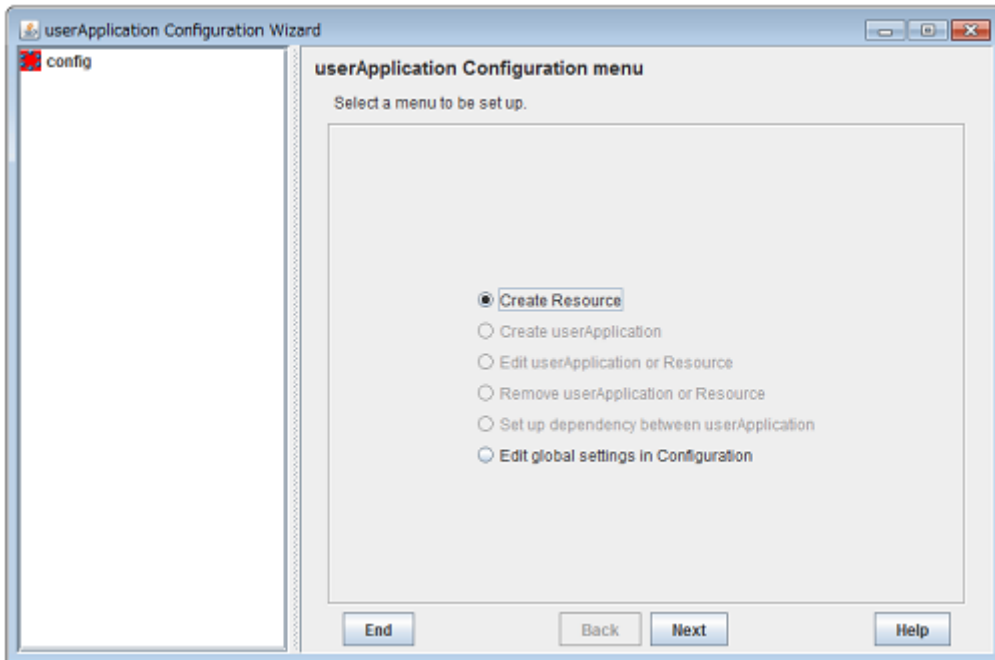 userApplication Configuration Wizard
config
userApplication Configuration menu
Select a menu to be set up.
Create Resource
Create userApplication
Edit userApplication or Resource
Remove userApplication or Resource
Set up dependency between userApplication
Edit global settings in Configuration
End Back Next Help